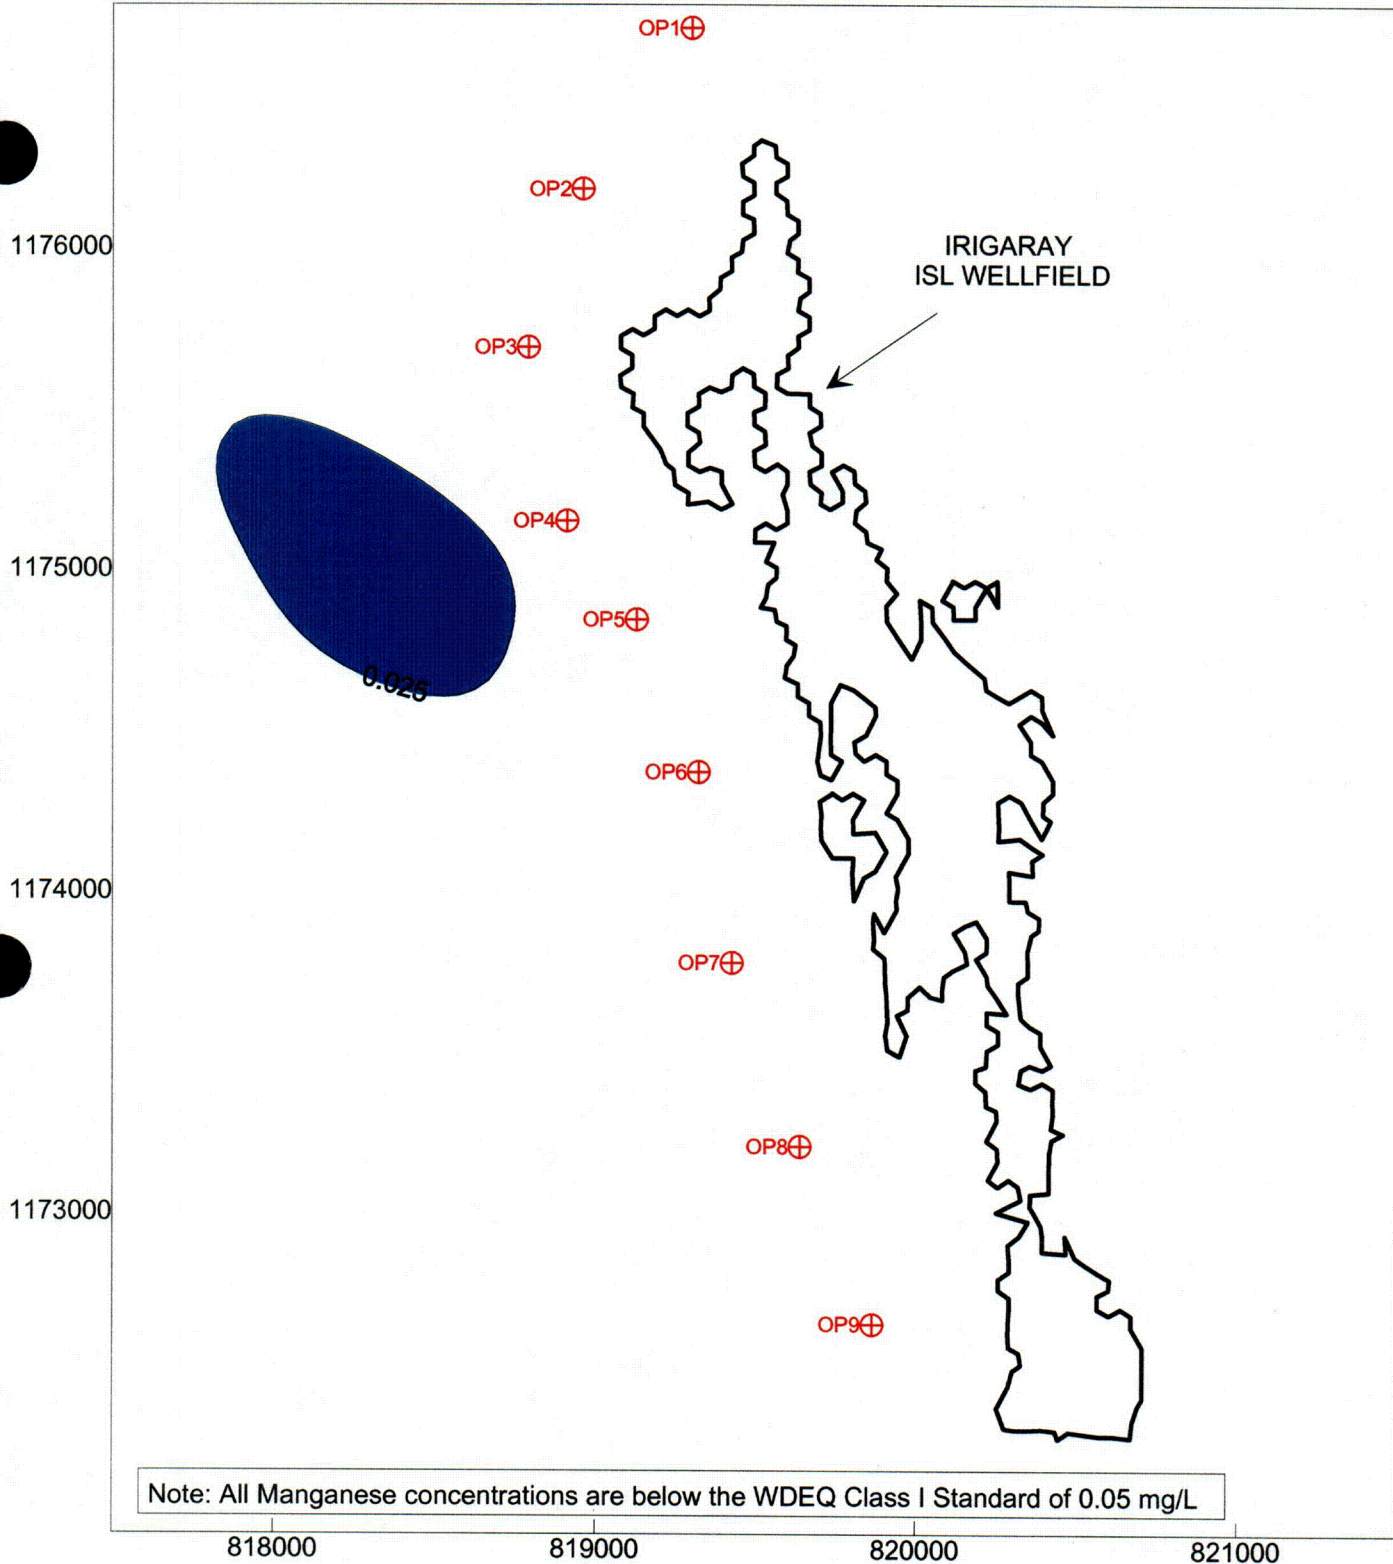 OP1
OP2
1176000
IRIGARAY
ISL WELLFIELD
OP3
OP4
1175000
OP5
0.025
OP6
1174000
OP7
OP8
1173000
OP9
Note: All Manganese concentrations are below the WDEQ Class I Standard of 0.05 mg/L
818000 819000 820000 821000